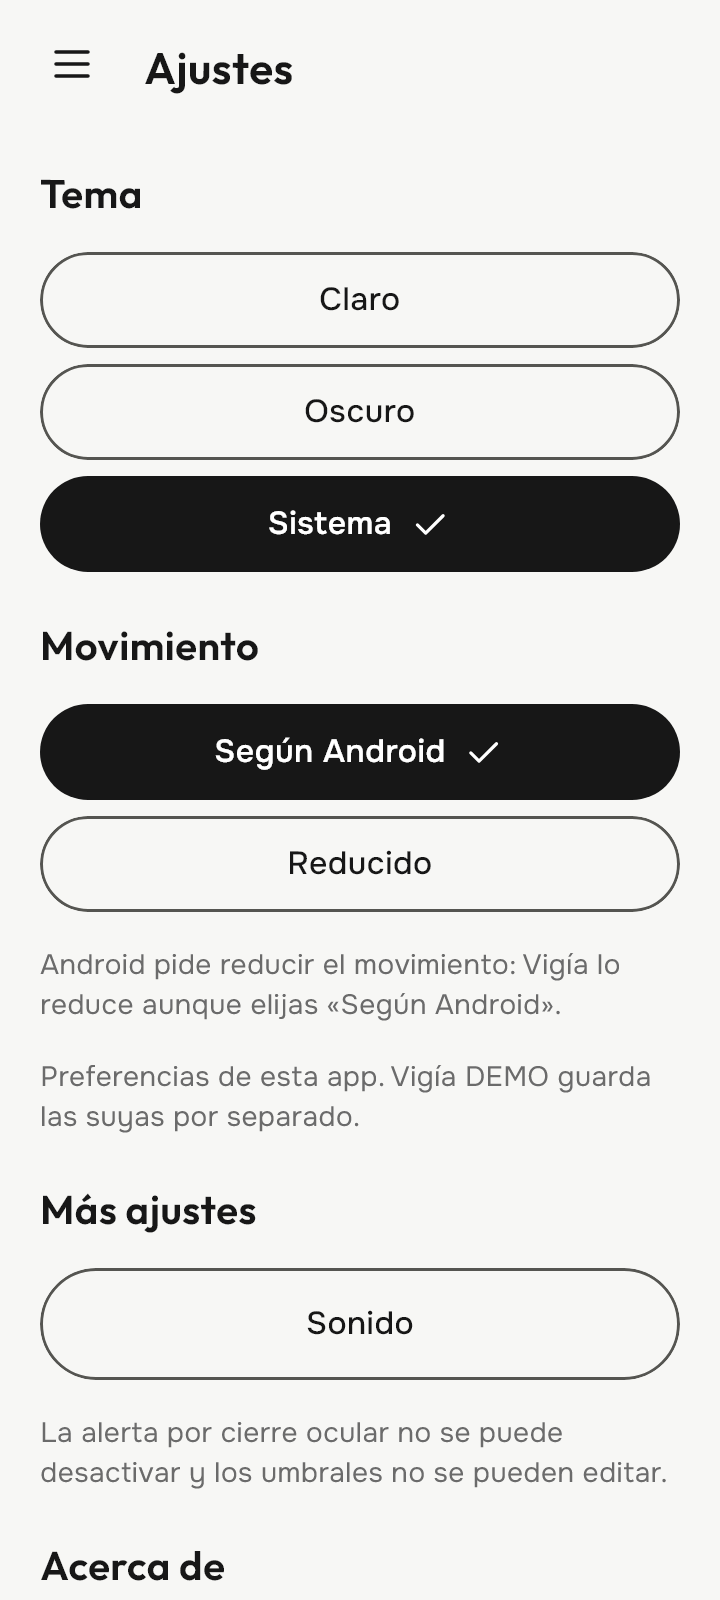 Ajustes
Tema
Claro
Oscuro
Sistema
Movimiento
Según Android
Reducido
Android pide reducir el movimiento: Vigía lo
reduce aunque elijas «Según Android».
Preferencias de esta app. Vigía DEMO guarda
las suyas por separado.
Más ajustes
Sonido
La alerta por cierre ocular no se puede
desactivar y los umbrales no se pueden editar.
Acerca de